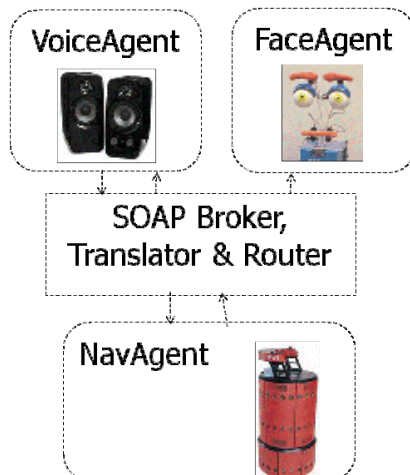 VoiceAgent
FaceAgent
SOAP Broker,
Translator & Router
NavAgent